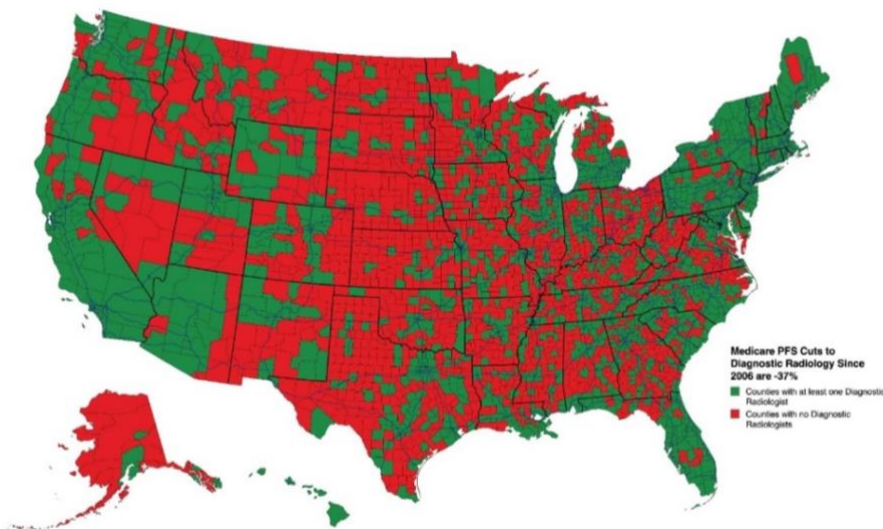 Medicare PFS Cuts to
Diagnostic Radiology Since
2006 are -37%
Counties with at least one Diagnostic
Radiologist
Counties with no Diagnostic
Radiologists